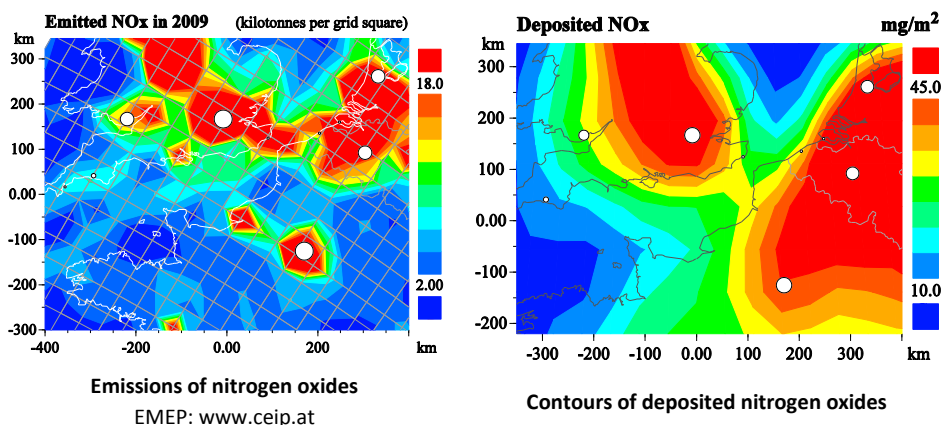 Emitted NOx in 2009 (kilotonnes per grid square)
km
300
200
100
0.00
-100
-200
-300
-400 -200 0.00 200 km
18.0
2.00
Emissions of nitrogen oxides
EMEP: www.ceip.at
Deposited NOx mg/m²
km
300
200
100
0.00
-100
-200
-300 -200 -100 0.00 100 200 300 km
45.0
10.0
Contours of deposited nitrogen oxides